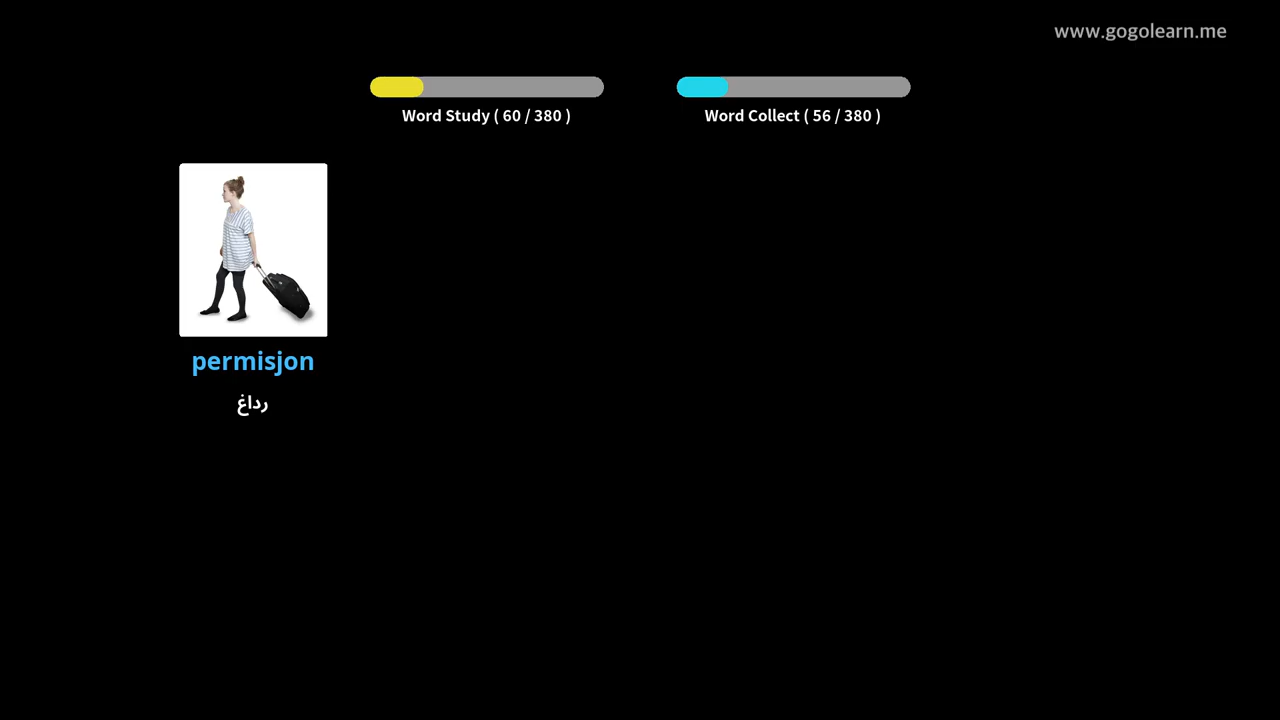 www.gogolearn.me
Word Study ( 60 / 380 )
Word Collect ( 56 / 380 )
permisjon
رداغ